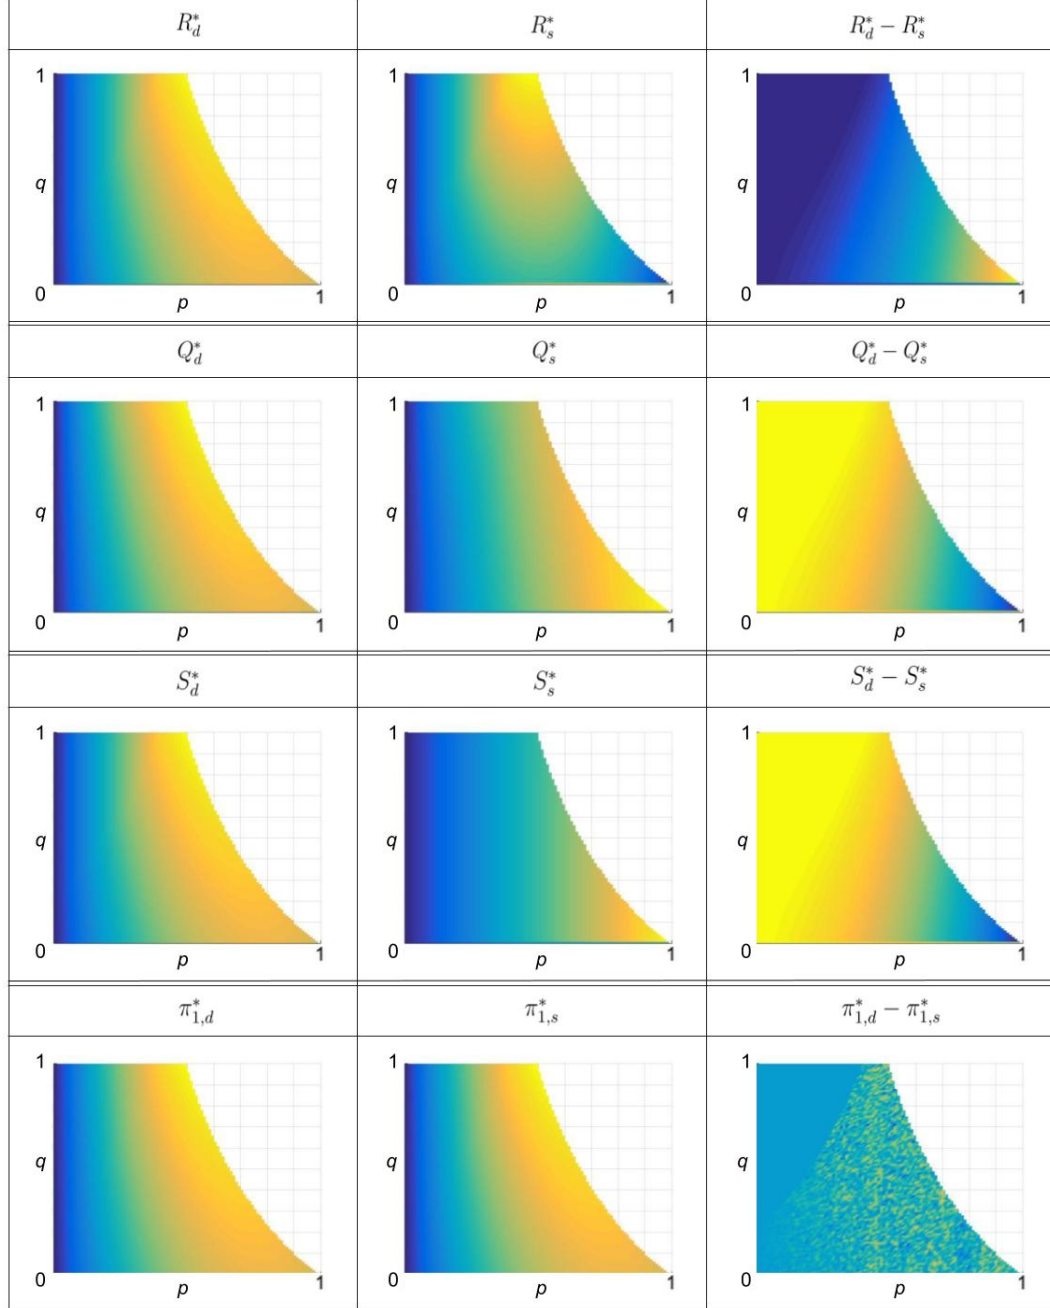 R*_d
R*_s
R*_d − R*_s
1
q
0
p
1
1
q
0
p
1
1
q
0
p
1
Q*_d
Q*_s
Q*_d − Q*_s
1
q
0
p
1
1
q
0
p
1
1
q
0
p
1
S*_d
S*_s
S*_d − S*_s
1
q
0
p
1
1
q
0
p
1
1
q
0
p
1
π*_{1,d}
π*_{1,s}
π*_{1,d} − π*_{1,s}
1
q
0
p
1
1
q
0
p
1
1
q
0
p
1